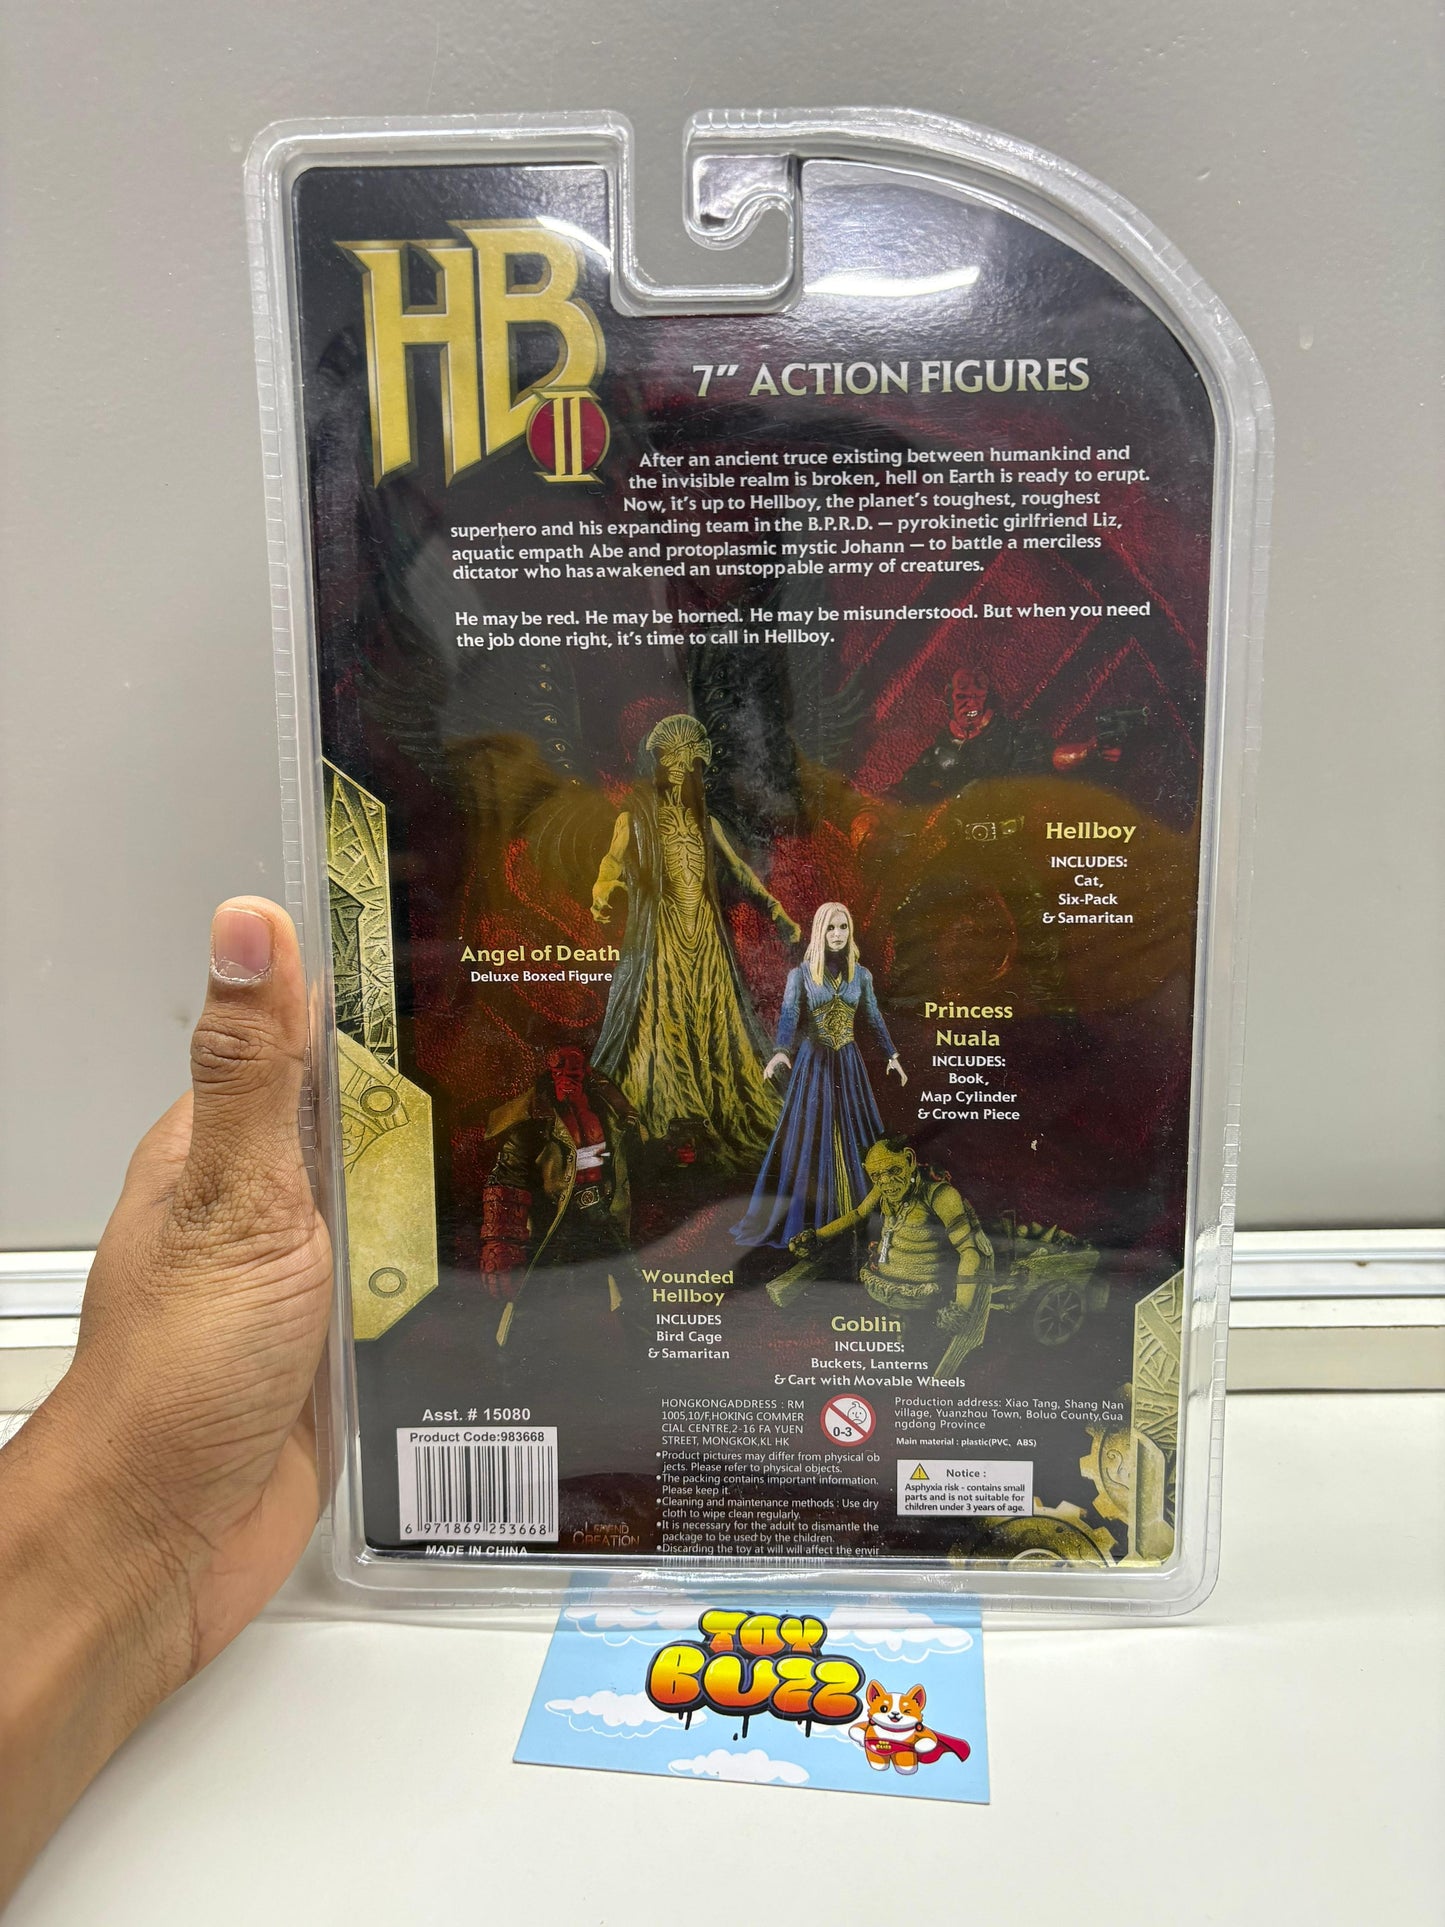 HB
II
7" ACTION FIGURES
After an ancient truce existing between humankind and
the invisible realm is broken, hell on Earth is ready to erupt.
Now, it's up to Hellboy, the planet's toughest, roughest
superhero and his expanding team in the B.P.R.D. — pyrokinetic girlfriend Liz,
aquatic empath Abe and protoplasmic mystic Johann — to battle a merciless
dictator who has awakened an unstoppable army of creatures.
He may be red. He may be horned. He may be misunderstood. But when you need
the job done right, it's time to call in Hellboy.
Hellboy
INCLUDES:
Cat,
Six-Pack
& Samaritan
Angel of Death
Deluxe Boxed Figure
Princess
Nuala
INCLUDES:
Book,
Map Cylinder
& Crown Piece
Wounded
Hellboy
INCLUDES
Bird Cage
& Samaritan
Goblin
INCLUDES:
Buckets, Lanterns
& Cart with Movable Wheels
Asst. # 15080
Product Code:983668
6 971869 253668
MADE IN CHINA
LEGEND
CREATION
HONGKONGADDRESS : RM
1005,10/F,HOKING COMMER
CIAL CENTRE,2-16 FA YUEN
STREET, MONGKOK,KL HK
•Product pictures may differ from physical ob
jects. Please refer to physical objects.
•The packing contains important information.
Please keep it.
•Cleaning and maintenance methods : Use dry
cloth to wipe clean regularly.
•It is necessary for the adult to dismantle the
package to be used by the children.
•Discarding the toy at will will affect the envir
0-3
Production address: Xiao Tang, Shang Nan
village, Yuanzhou Town, Boluo County,Gua
ngdong Province
Main material : plastic(PVC、ABS)
Notice :
Asphyxia risk - contains small
parts and is not suitable for
children under 3 years of age.
TOY
BUZZ